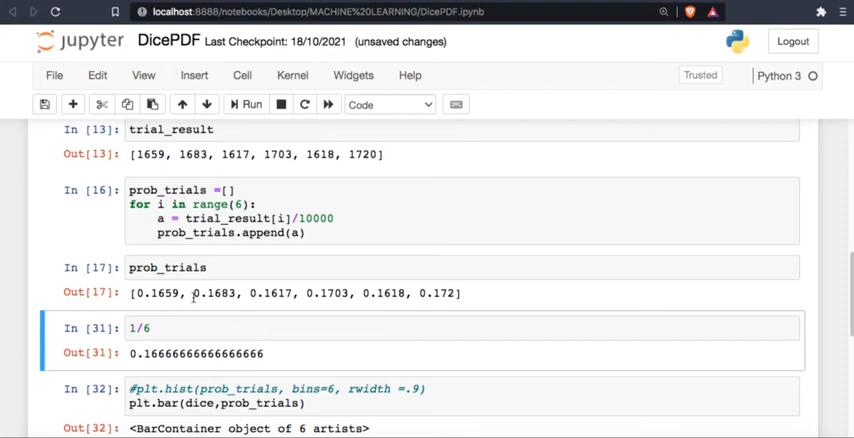 localhost:8888/notebooks/Desktop/MACHINE%20LEARNING/DicePDF.ipynb
jupyter DicePDF Last Checkpoint: 18/10/2021 (unsaved changes) Logout
File Edit View Insert Cell Kernel Widgets Help Trusted Python 3
Run Code
In [13]: trial_result
Out[13]: [1659, 1683, 1617, 1703, 1618, 1720]
In [16]: prob_trials =[]
for i in range(6):
    a = trial_result[i]/10000
    prob_trials.append(a)
In [17]: prob_trials
Out[17]: [0.1659, 0.1683, 0.1617, 0.1703, 0.1618, 0.172]
In [31]: 1/6
Out[31]: 0.16666666666666666
In [32]: #plt.hist(prob_trials, bins=6, rwidth =.9)
plt.bar(dice,prob_trials)
Out[32]: <BarContainer object of 6 artists>